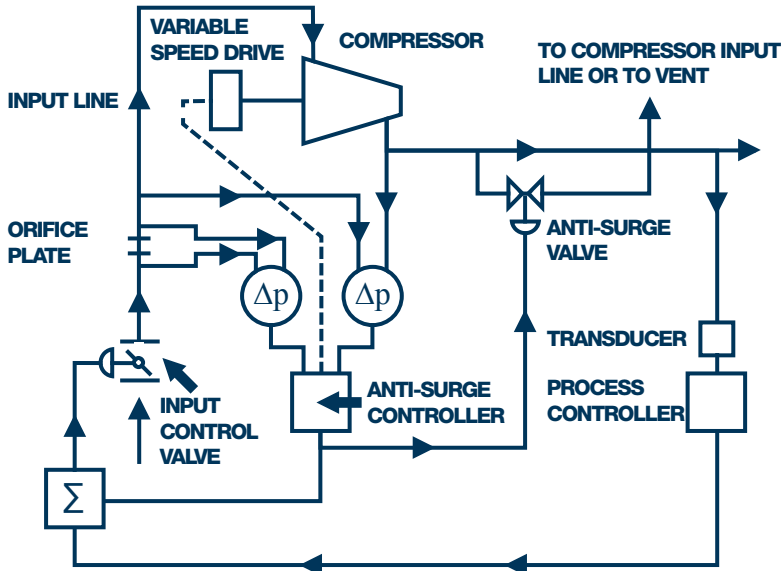 VARIABLE
SPEED DRIVE
COMPRESSOR
TO COMPRESSOR INPUT
LINE OR TO VENT
INPUT LINE
ORIFICE
PLATE
Δp
Δp
ANTI-SURGE
VALVE
TRANSDUCER
PROCESS
CONTROLLER
ANTI-SURGE
CONTROLLER
INPUT
CONTROL
VALVE
Σ